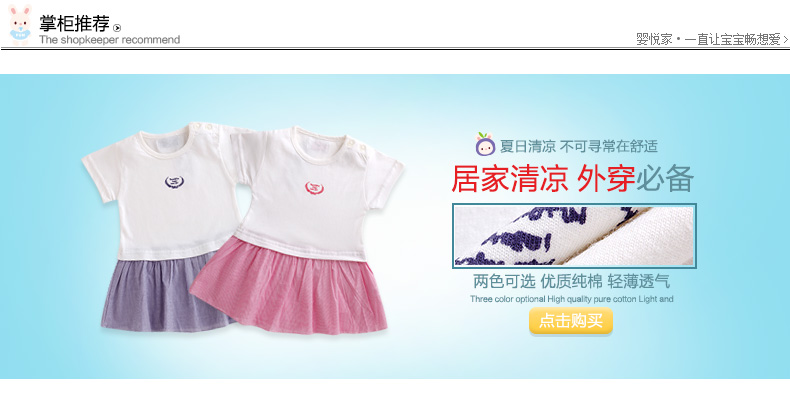 掌柜推荐
The shopkeeper recommend
婴悦家•一直让宝宝畅想爱
夏日清凉 不可寻常在舒适
居家清凉 外穿必备
两色可选 优质纯棉 轻薄透气
Three color optional High quality pure cotton Light and
点击购买